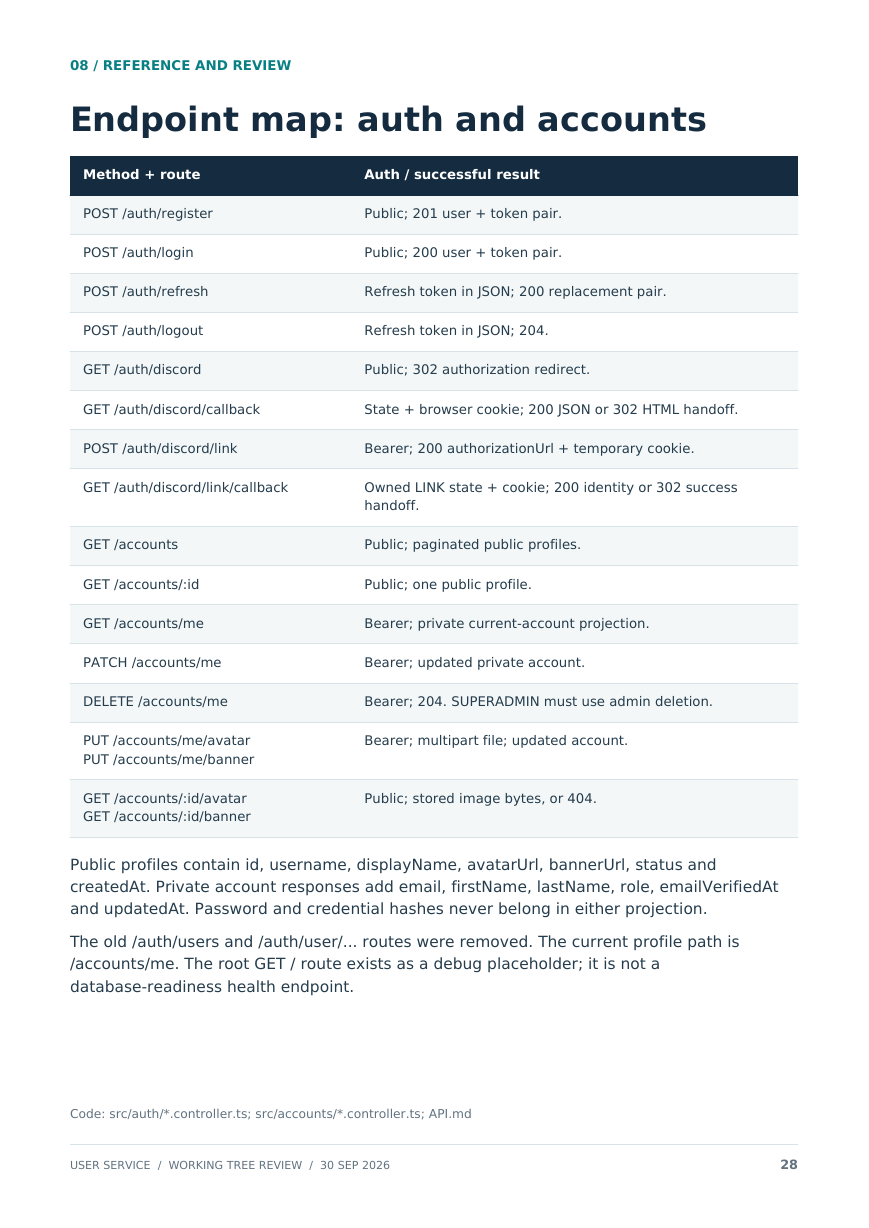 08 / REFERENCE AND REVIEW
Endpoint map: auth and accounts
Method + route Auth / successful result
POST /auth/register Public; 201 user + token pair.
POST /auth/login Public; 200 user + token pair.
POST /auth/refresh Refresh token in JSON; 200 replacement pair.
POST /auth/logout Refresh token in JSON; 204.
GET /auth/discord Public; 302 authorization redirect.
GET /auth/discord/callback State + browser cookie; 200 JSON or 302 HTML handoff.
POST /auth/discord/link Bearer; 200 authorizationUrl + temporary cookie.
GET /auth/discord/link/callback Owned LINK state + cookie; 200 identity or 302 success
handoff.
GET /accounts Public; paginated public profiles.
GET /accounts/:id Public; one public profile.
GET /accounts/me Bearer; private current-account projection.
PATCH /accounts/me Bearer; updated private account.
DELETE /accounts/me Bearer; 204. SUPERADMIN must use admin deletion.
PUT /accounts/me/avatar Bearer; multipart file; updated account.
PUT /accounts/me/banner
GET /accounts/:id/avatar Public; stored image bytes, or 404.
GET /accounts/:id/banner
Public profiles contain id, username, displayName, avatarUrl, bannerUrl, status and
createdAt. Private account responses add email, firstName, lastName, role, emailVerifiedAt
and updatedAt. Password and credential hashes never belong in either projection.
The old /auth/users and /auth/user/... routes were removed. The current profile path is
/accounts/me. The root GET / route exists as a debug placeholder; it is not a
database-readiness health endpoint.
Code: src/auth/*.controller.ts; src/accounts/*.controller.ts; API.md
USER SERVICE / WORKING TREE REVIEW / 30 SEP 2026 28